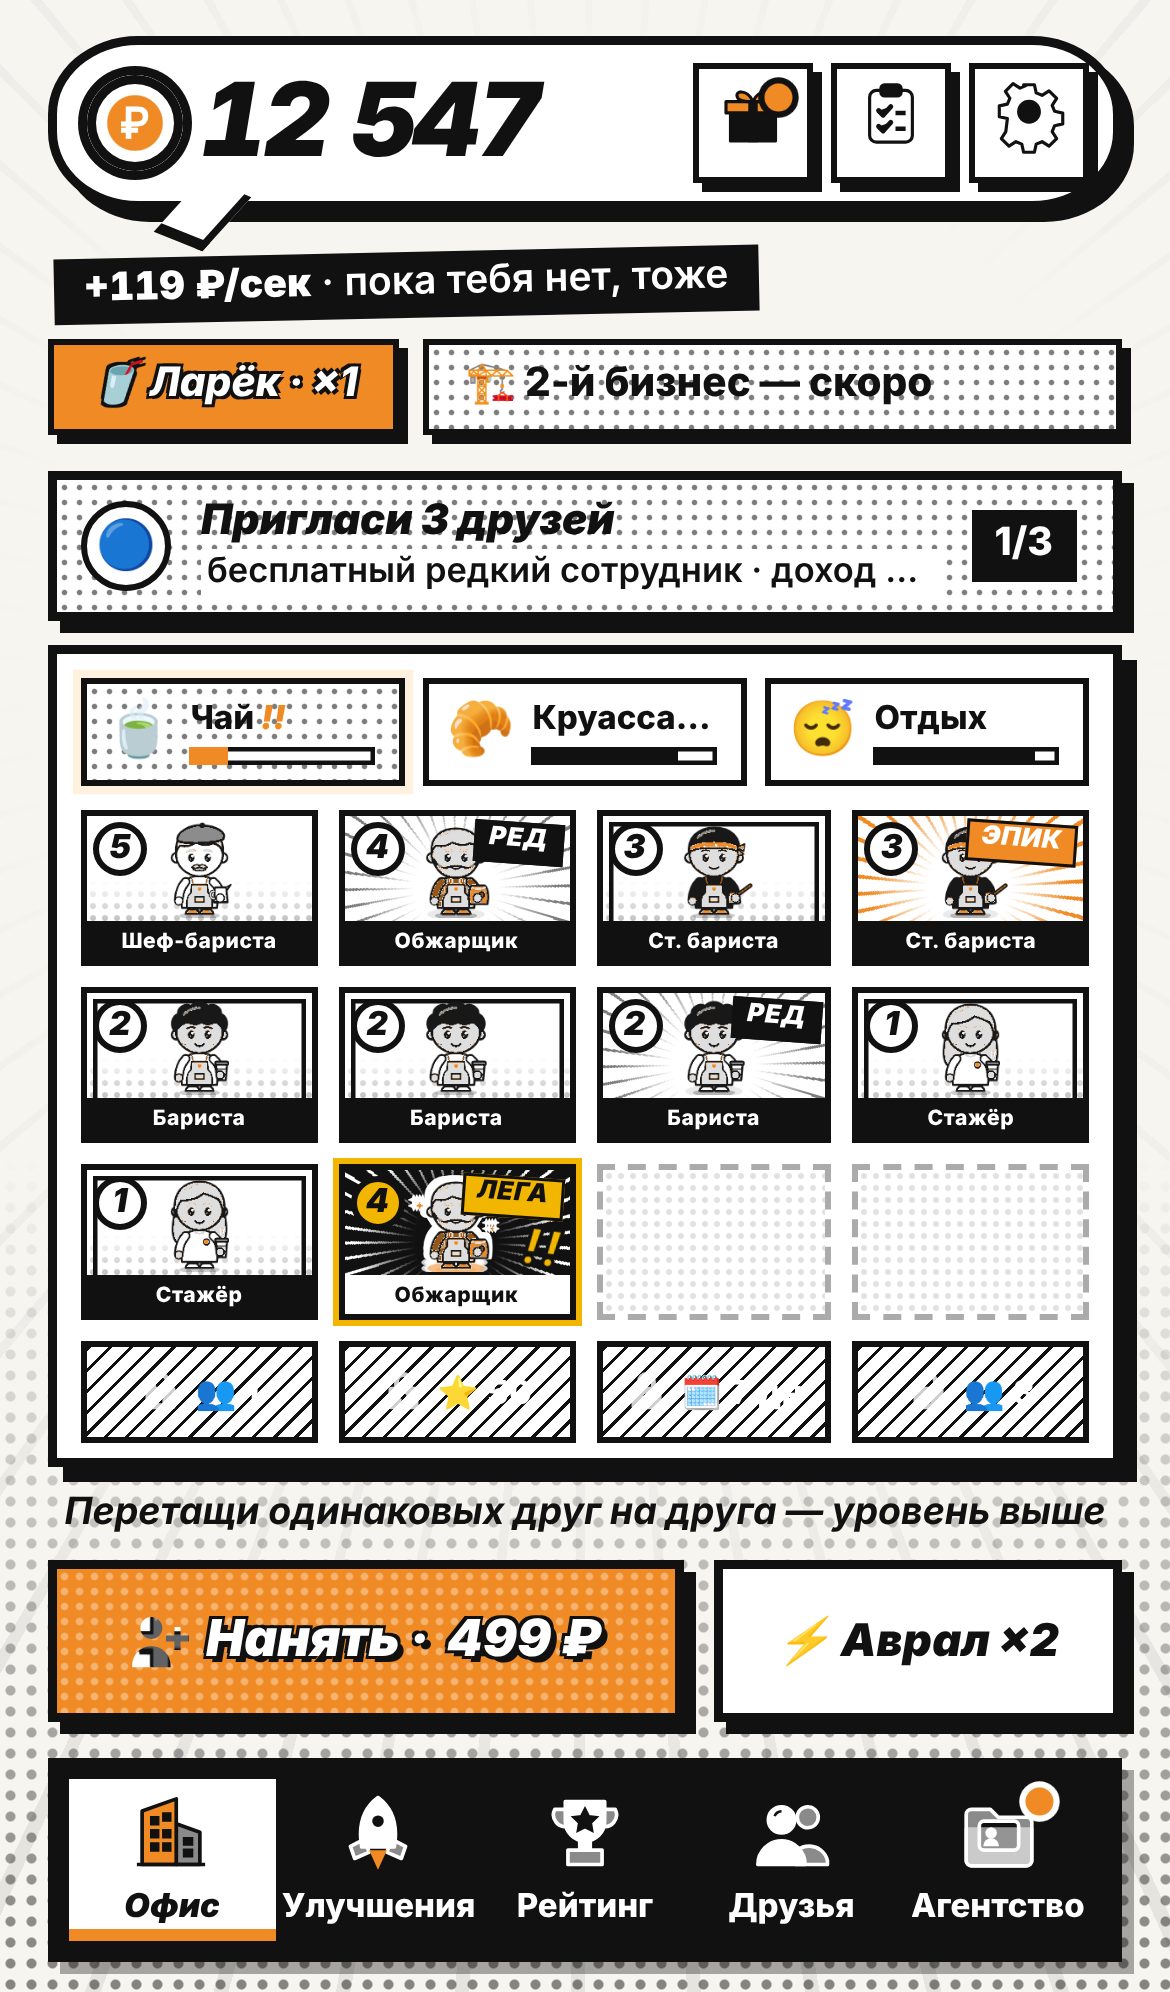 ₽ 12 547
+119 ₽/сек · пока тебя нет, тоже
Ларёк · ×1
2-й бизнес — скоро
Пригласи 3 друзей
бесплатный редкий сотрудник · доход ...
1/3
Чай !!
Круасса...
Отдых
5
4 РЕД
3
3 ЭПИК
Шеф-бариста
Обжарщик
Ст. бариста
Ст. бариста
2
2
2 РЕД
1
Бариста
Бариста
Бариста
Стажёр
1
4 ЛЕГА
!!
Стажёр
Обжарщик
Перетащи одинаковых друг на друга — уровень выше
Нанять · 499 ₽
Аврал ×2
Офис
Улучшения
Рейтинг
Друзья
Агентство